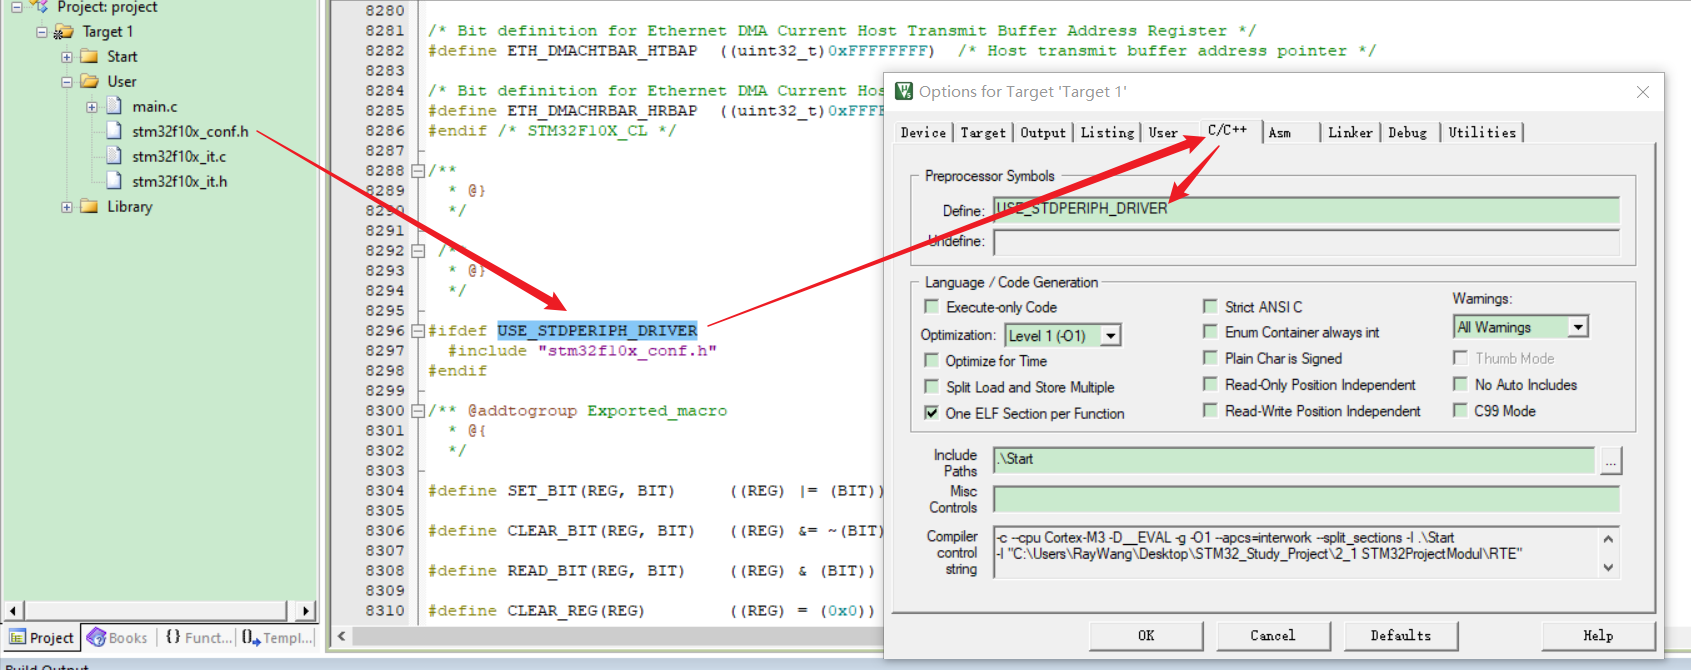 Project: project
Target 1
Start
User
main.c
stm32f10x_conf.h
stm32f10x_it.c
stm32f10x_it.h
Library
Project
Books
{} Funct...
Templ...
8280
8281 /* Bit definition for Ethernet DMA Current Host Transmit Buffer Address Register */
8282 #define ETH_DMACHTBAR_HTBAP ((uint32_t)0xFFFFFFFF) /* Host transmit buffer address pointer */
8283
8284 /* Bit definition for Ethernet DMA Current Hos
8285 #define ETH_DMACHRBAR_HRBAP ((uint32_t)0xFFFF
8286 #endif /* STM32F10X_CL */
8287
8288 /**
8289 * @}
8290 */
8291
8292 /**
8293 * @}
8294 */
8295
8296 #ifdef USE_STDPERIPH_DRIVER
8297 #include "stm32f10x_conf.h"
8298 #endif
8299
8300 /** @addtogroup Exported_macro
8301 * @{
8302 */
8303
8304 #define SET_BIT(REG, BIT) ((REG) |= (BIT))
8305
8306 #define CLEAR_BIT(REG, BIT) ((REG) &= ~(BIT)
8307
8308 #define READ_BIT(REG, BIT) ((REG) & (BIT))
8309
8310 #define CLEAR_REG(REG) ((REG) = (0x0))
Options for Target 'Target 1'
Device Target Output Listing User C/C++ Asm Linker Debug Utilities
Preprocessor Symbols
Define: USE_STDPERIPH_DRIVER
Undefine:
Language / Code Generation
Execute-only Code
Optimization: Level 1 (-O1)
Optimize for Time
Split Load and Store Multiple
One ELF Section per Function
Strict ANSI C
Enum Container always int
Plain Char is Signed
Read-Only Position Independent
Read-Write Position Independent
Warnings:
All Warnings
Thumb Mode
No Auto Includes
C99 Mode
Include Paths
.\Start
...
Misc Controls
Compiler control string
-c --cpu Cortex-M3 -D__EVAL -g -O1 --apcs=interwork --split_sections -I .\Start
-I "C:\Users\RayWang\Desktop\STM32_Study_Project\2_1 STM32ProjectModul\RTE"
OK Cancel Defaults Help
Build Output